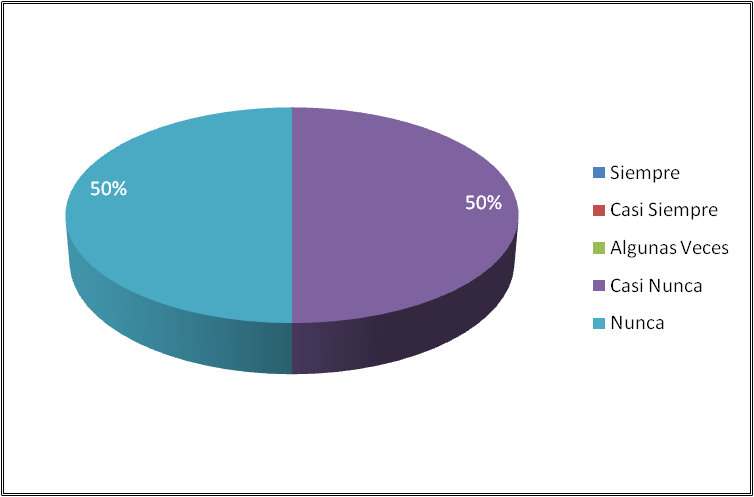 50%
50%
Siempre
Casi Siempre
Algunas Veces
Casi Nunca
Nunca